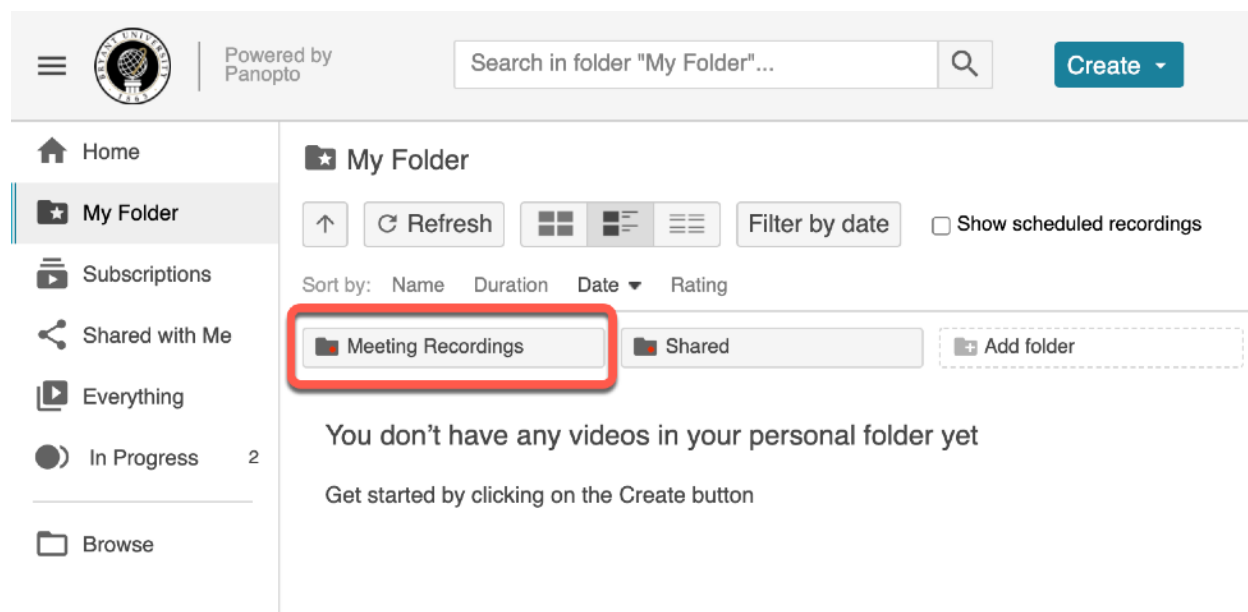 BRYANT UNIVERSITY
1863
Powered by
Panopto
Search in folder "My Folder"...
Create
Home
My Folder
Subscriptions
Shared with Me
Everything
In Progress 2
Browse
My Folder
Refresh
Filter by date
Show scheduled recordings
Sort by: Name Duration Date Rating
Meeting Recordings
Shared
Add folder
You don’t have any videos in your personal folder yet
Get started by clicking on the Create button